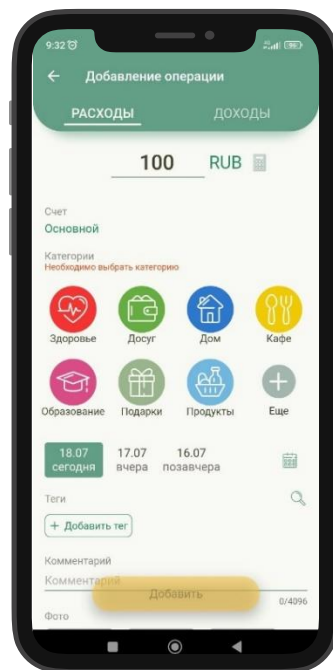 9:32
Добавление операции
РАСХОДЫ ДОХОДЫ
100 RUB
Счет
Основной
Категории
Необходимо выбрать категорию
Здоровье Досуг Дом Кафе
Образование Подарки Продукты Еще
18.07 17.07 16.07
сегодня вчера позавчера
Теги
+ Добавить тег
Комментарий
Комментарий
Добавить
0/4096
Фото